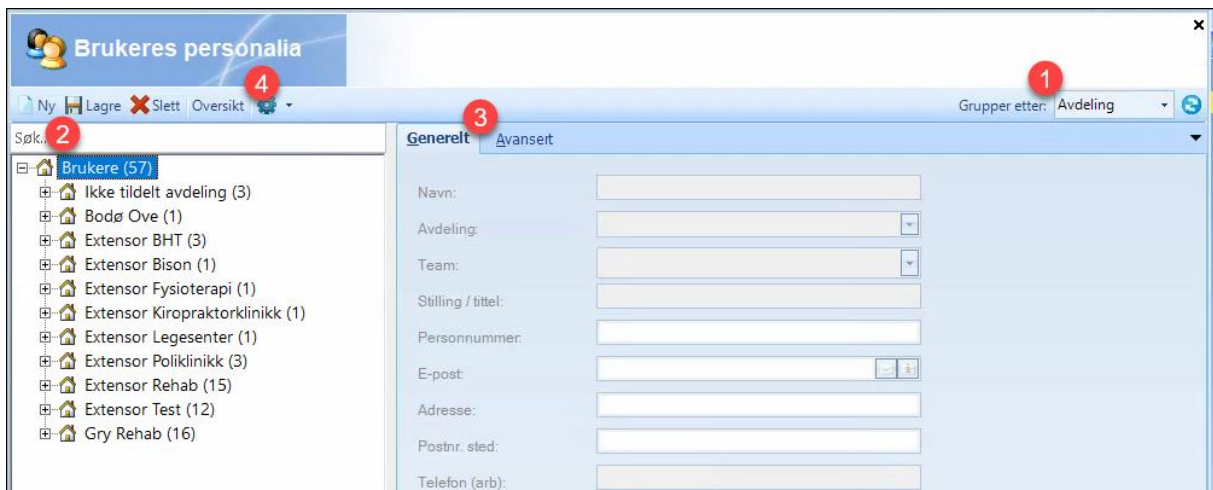 Brukeres personalia
Ny Lagre Slett Oversikt 4 Grupper etter: Avdeling 1
Søk.. 2
Brukere (57)
Ikke tildelt avdeling (3)
Bodø Ove (1)
Extensor BHT (3)
Extensor Bison (1)
Extensor Fysioterapi (1)
Extensor Kiropraktorklinikk (1)
Extensor Legesenter (1)
Extensor Poliklinikk (3)
Extensor Rehab (15)
Extensor Test (12)
Gry Rehab (16)
3
Generelt Avansert
Navn:
Avdeling:
Team:
Stilling / tittel:
Personnummer:
E-post:
Adresse:
Postnr. sted:
Telefon (arb):